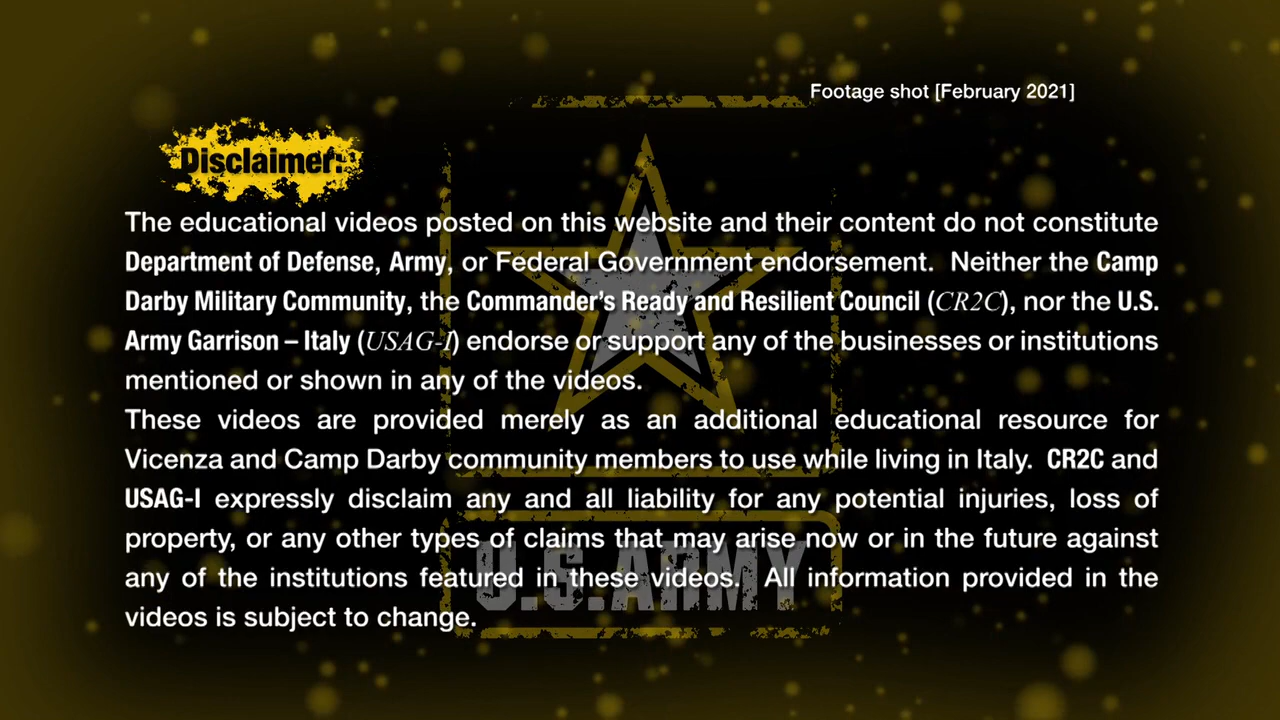 Footage shot [February 2021]
Disclaimer:
The educational videos posted on this website and their content do not constitute
Department of Defense, Army, or Federal Government endorsement. Neither the Camp
Darby Military Community, the Commander's Ready and Resilient Council (CR2C), nor the U.S.
Army Garrison – Italy (USAG-I) endorse or support any of the businesses or institutions
mentioned or shown in any of the videos.
These videos are provided merely as an additional educational resource for
Vicenza and Camp Darby community members to use while living in Italy. CR2C and
USAG-I expressly disclaim any and all liability for any potential injuries, loss of
property, or any other types of claims that may arise now or in the future against
any of the institutions featured in these videos. All information provided in the
videos is subject to change.
U.S.ARMY